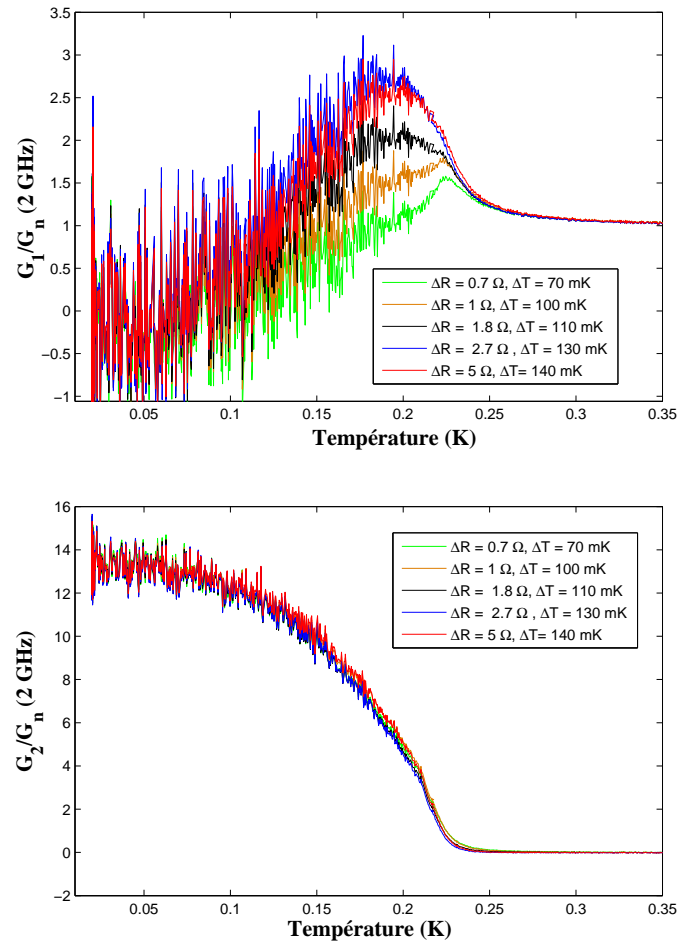 3.5
3
2.5
2
1.5
1
0.5
0
−0.5
−1
G1/Gn (2 GHz)
ΔR = 0.7 Ω, ΔT = 70 mK
ΔR = 1 Ω, ΔT = 100 mK
ΔR = 1.8Ω, ΔT = 110 mK
ΔR = 2.7 Ω , ΔT = 130 mK
ΔR = 5 Ω, ΔT= 140 mK
0.05 0.1 0.15 0.2 0.25 0.3 0.35
Température (K)
16
14
12
10
8
6
4
2
0
−2
G2/Gn (2 GHz)
ΔR = 0.7 Ω, ΔT = 70 mK
ΔR = 1 Ω, ΔT = 100 mK
ΔR = 1.8 Ω, ΔT = 110 mK
ΔR = 2.7 Ω , ΔT = 130 mK
ΔR = 5 Ω, ΔT= 140 mK
0.05 0.1 0.15 0.2 0.25 0.3 0.35
Température (K)